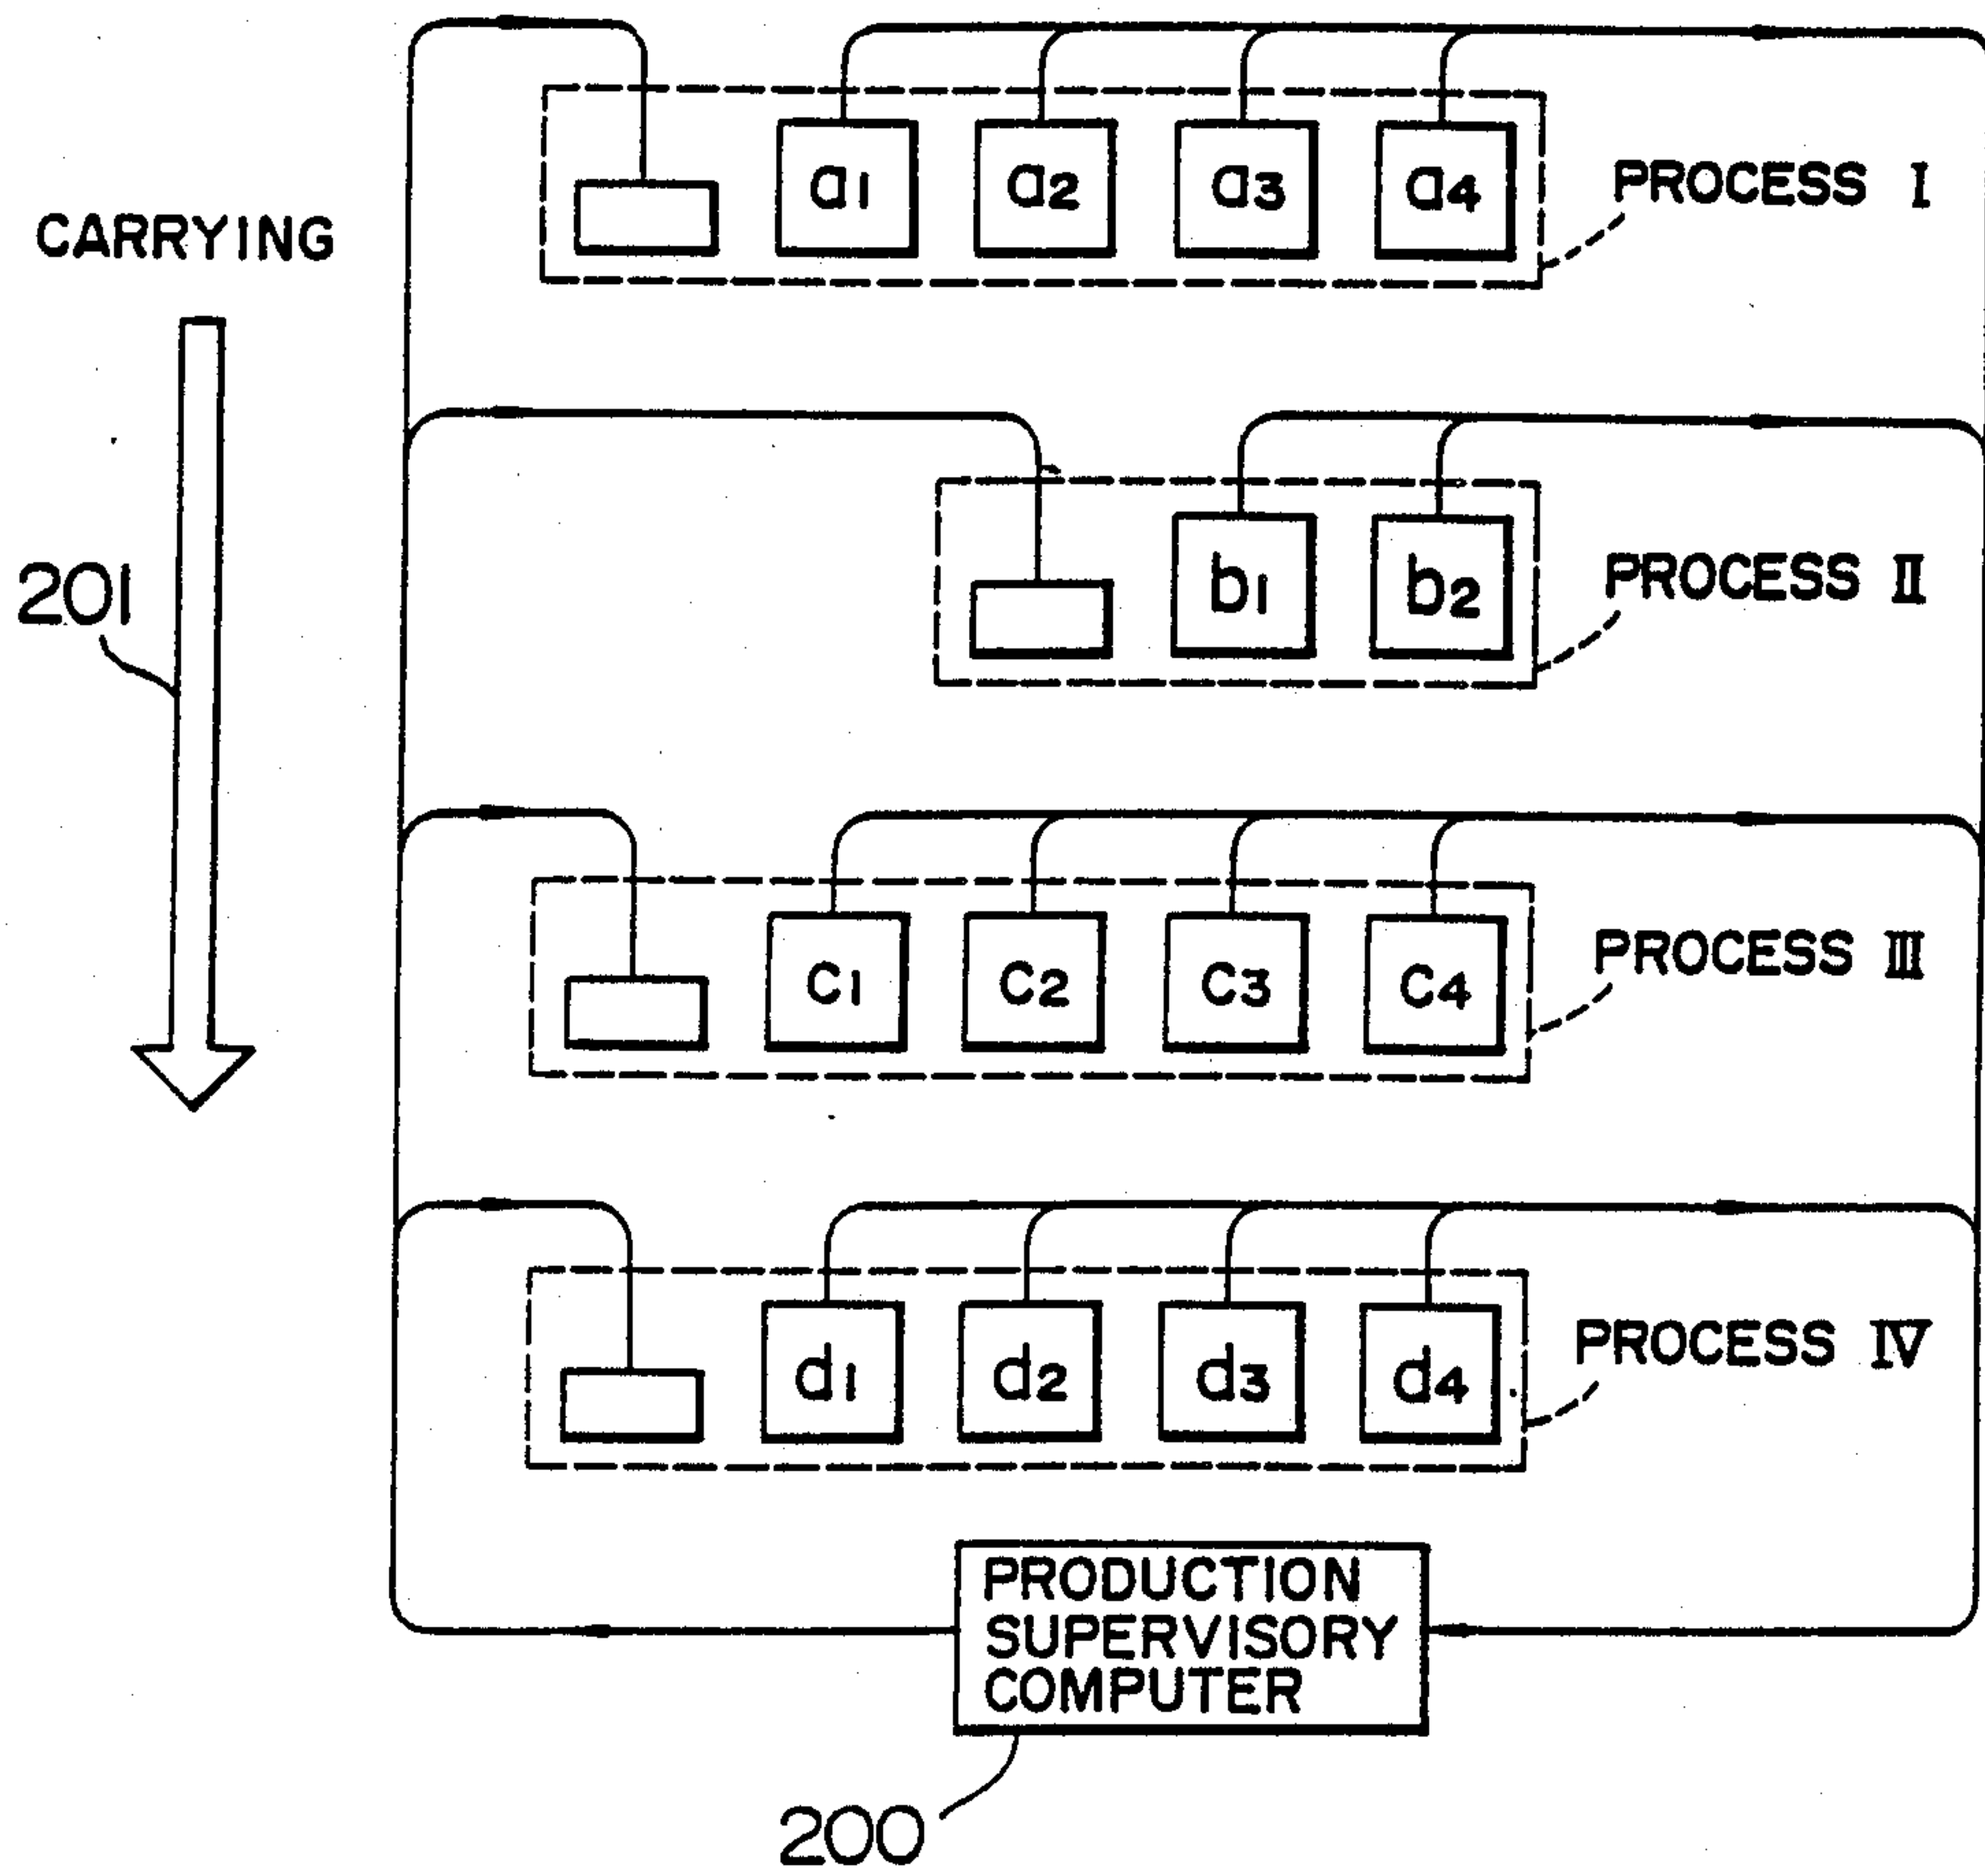 a1 a2 a3 a4
PROCESS I
CARRYING
b1 b2
PROCESS II
201
c1 c2 c3 c4
PROCESS III
d1 d2 d3 d4
PROCESS IV
PRODUCTION
SUPERVISORY
COMPUTER
200